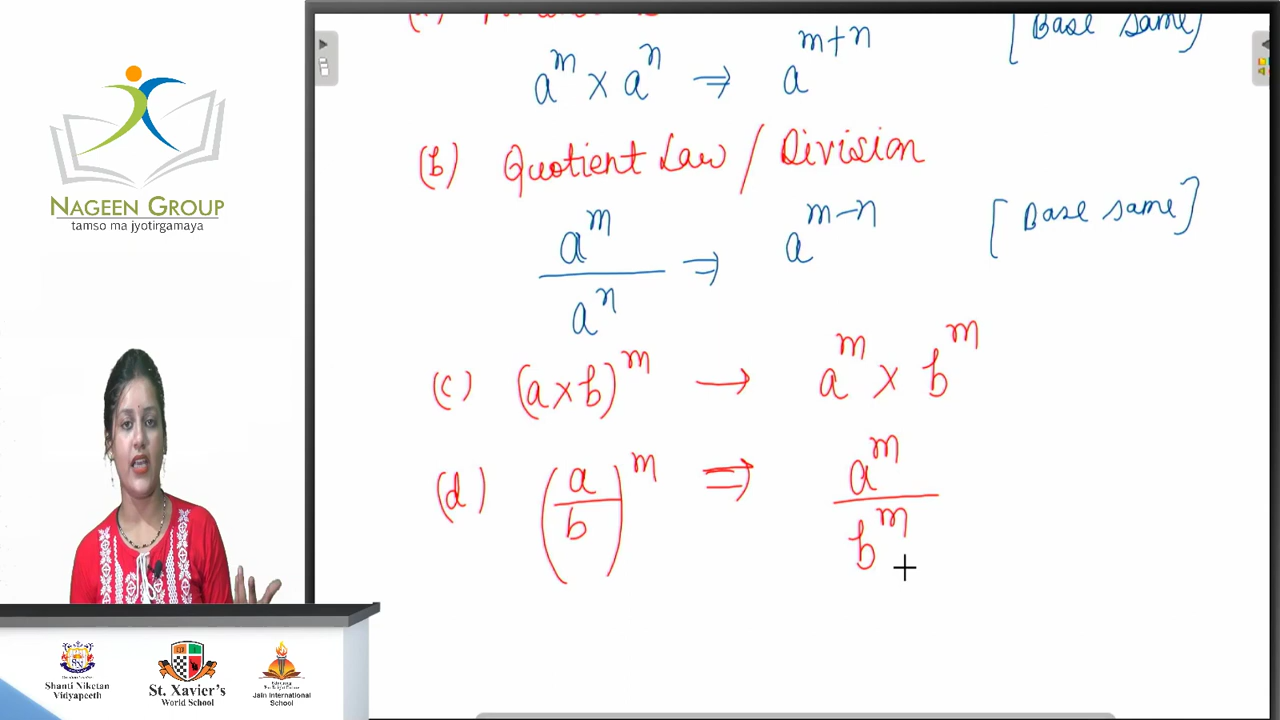 [Base same]
a^m × a^n ⇒ a^{m+n}
(b) Quotient Law / Division
a^m / a^n ⇒ a^{m-n} [Base same]
(c) (a×b)^m → a^m × b^m
(d) (a/b)^m ⇒ a^m / b^m
NAGEEN GROUP
tamso ma jyotirgamaya
Shanti Niketan
Vidyapeeth
St. Xavier's
World School
Jain International
School